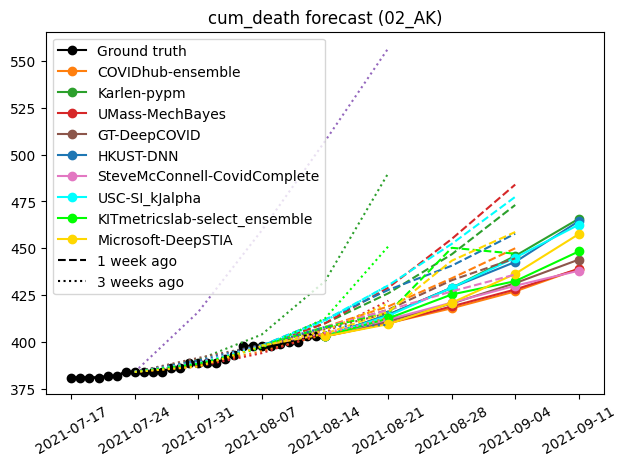 cum_death forecast (02_AK)
550
525
500
475
450
425
400
375
Ground truth
COVIDhub-ensemble
Karlen-pypm
UMass-MechBayes
GT-DeepCOVID
HKUST-DNN
SteveMcConnell-CovidComplete
USC-SI_kJalpha
KITmetricslab-select_ensemble
Microsoft-DeepSTIA
1 week ago
3 weeks ago
2021-07-17
2021-07-24
2021-07-31
2021-08-07
2021-08-14
2021-08-21
2021-08-28
2021-09-04
2021-09-11